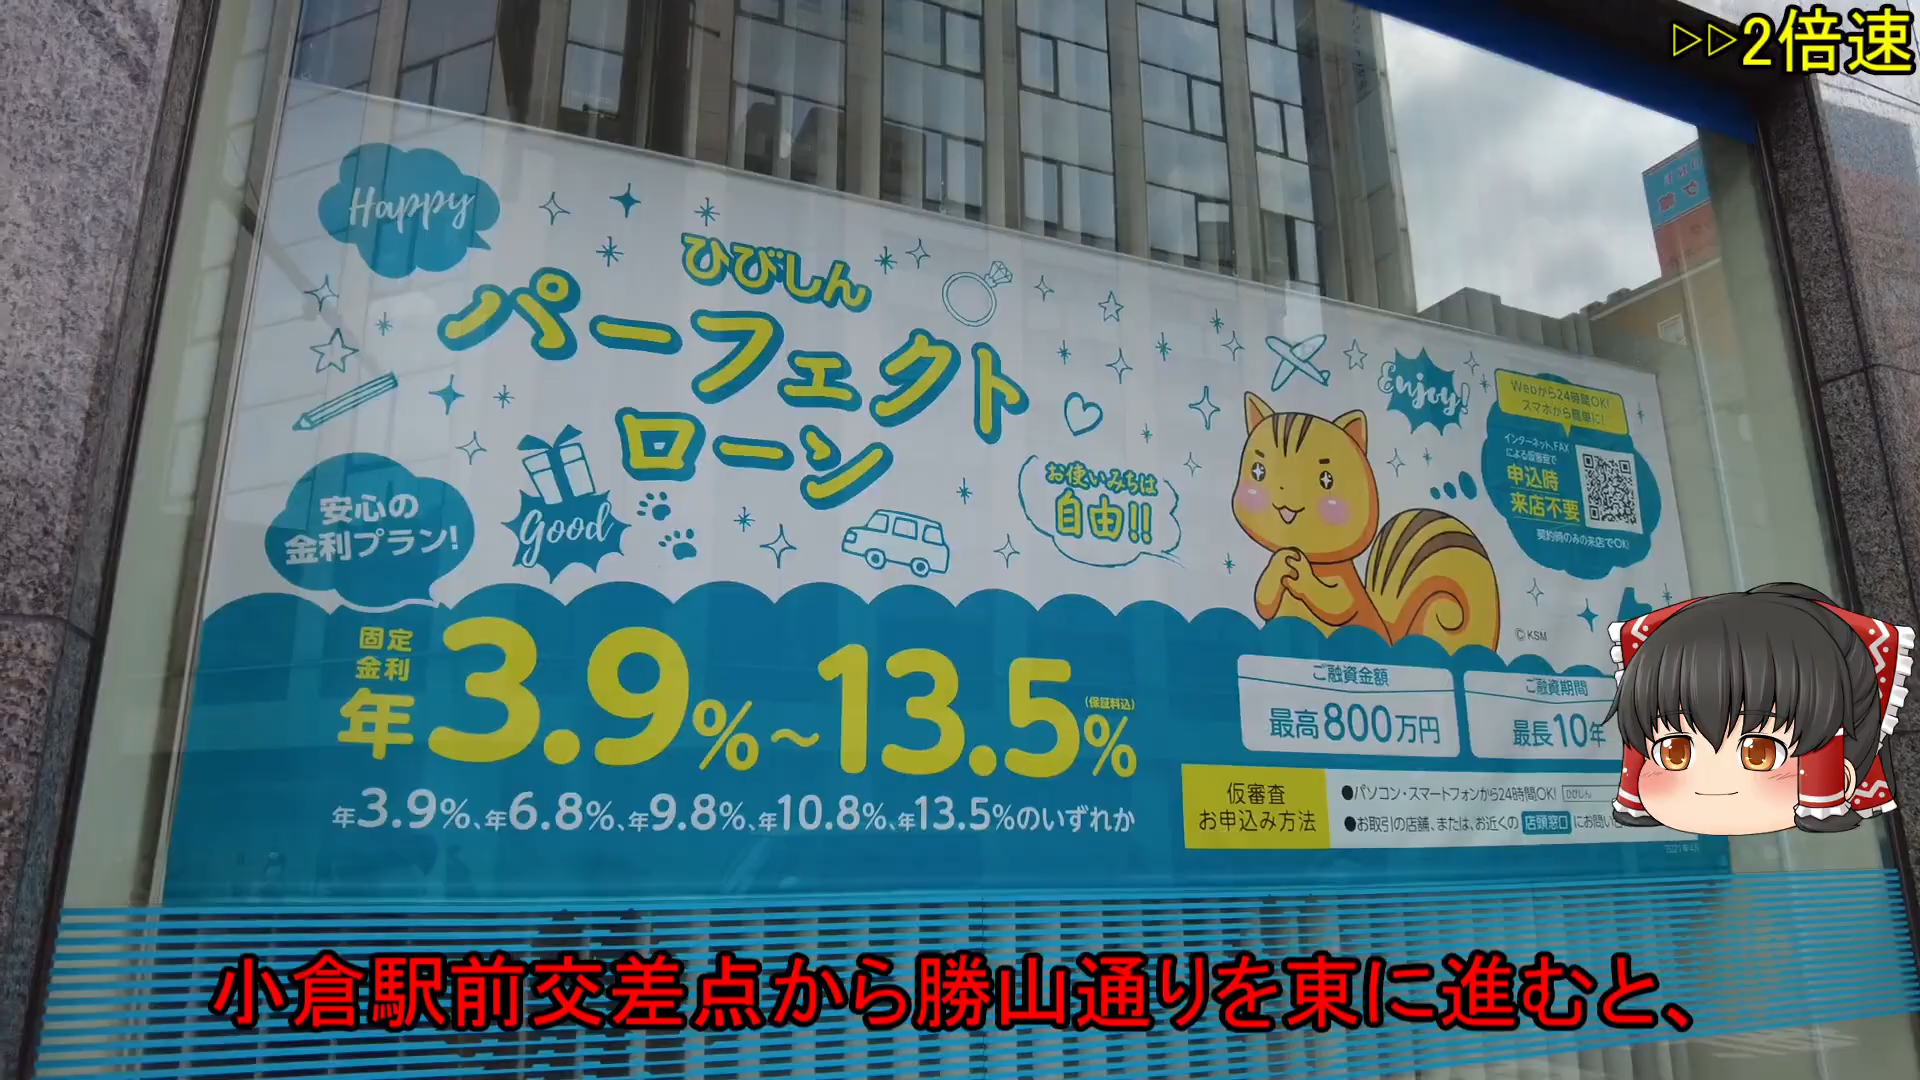 ▷▷2倍速
Happy
ひびしん
パーフェクト
ローン
Enjoy!
Webから24時間OK!
スマホから簡単に!
インターネット、FAX
による仮審査で
申込時
来店不要
契約時のみの来店でOK!
お使いみちは
自由!!
安心の
金利プラン!
Good
©KSM
固定
金利
年3.9%~13.5%
(保証料込)
年3.9%、年6.8%、年9.8%、年10.8%、年13.5%のいずれか
ご融資金額
最高800万円
ご融資期間
最長10年
仮審査
お申込み方法
●パソコン・スマートフォンから24時間OK! ひびしん
●お取引の店舗、または、お近くの 店頭窓口 にお問い
小倉駅前交差点から勝山通りを東に進むと、